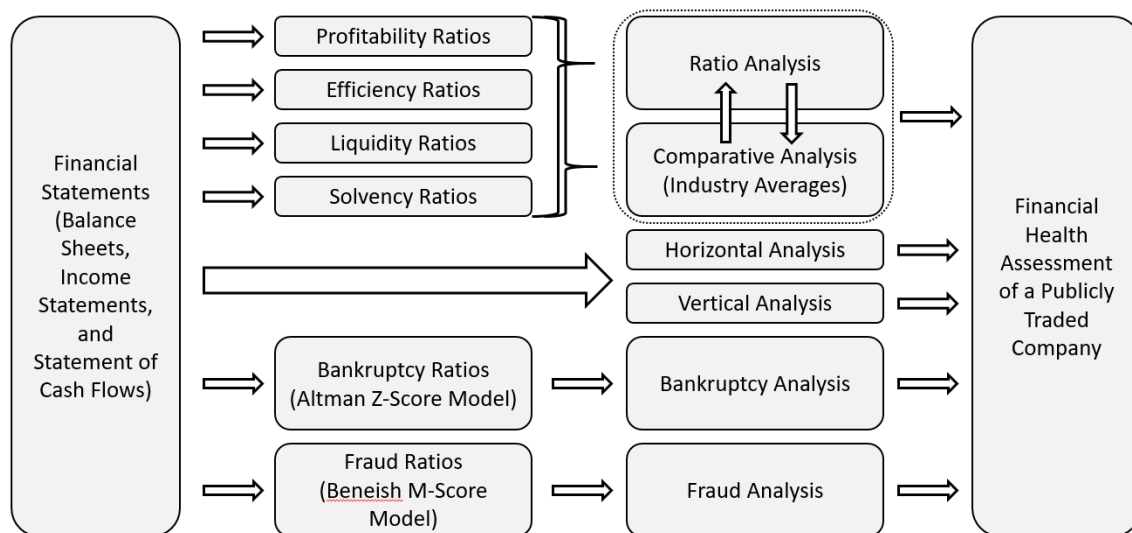 Financial
Statements
(Balance
Sheets,
Income
Statements,
and
Statement of
Cash Flows)
Profitability Ratios
Efficiency Ratios
Liquidity Ratios
Solvency Ratios
Bankruptcy Ratios
(Altman Z-Score Model)
Fraud Ratios
(Beneish M-Score
Model)
Ratio Analysis
Comparative Analysis
(Industry Averages)
Horizontal Analysis
Vertical Analysis
Bankruptcy Analysis
Fraud Analysis
Financial
Health
Assessment
of a Publicly
Traded
Company